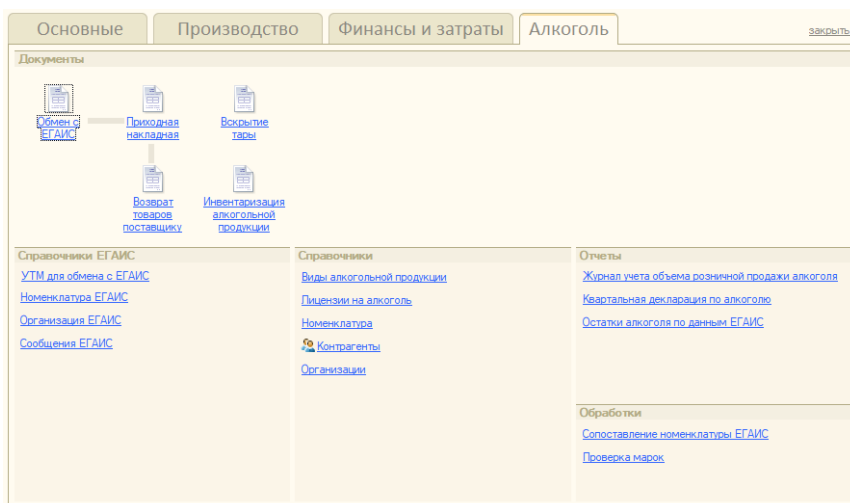 Основные
Производство
Финансы и затраты
Алкоголь
закрыть
Документы
Обмен с
ЕГАИС
Приходная
накладная
Вскрытие
тары
Возврат
товаров
поставщику
Инвентаризация
алкогольной
продукции
Справочники ЕГАИС
УТМ для обмена с ЕГАИС
Номенклатура ЕГАИС
Организация ЕГАИС
Сообщения ЕГАИС
Справочники
Виды алкогольной продукции
Лицензии на алкоголь
Номенклатура
Контрагенты
Организации
Отчеты
Журнал учета объема розничной продажи алкоголя
Квартальная декларация по алкоголю
Остатки алкоголя по данным ЕГАИС
Обработки
Сопоставление номенклатуры ЕГАИС
Проверка марок